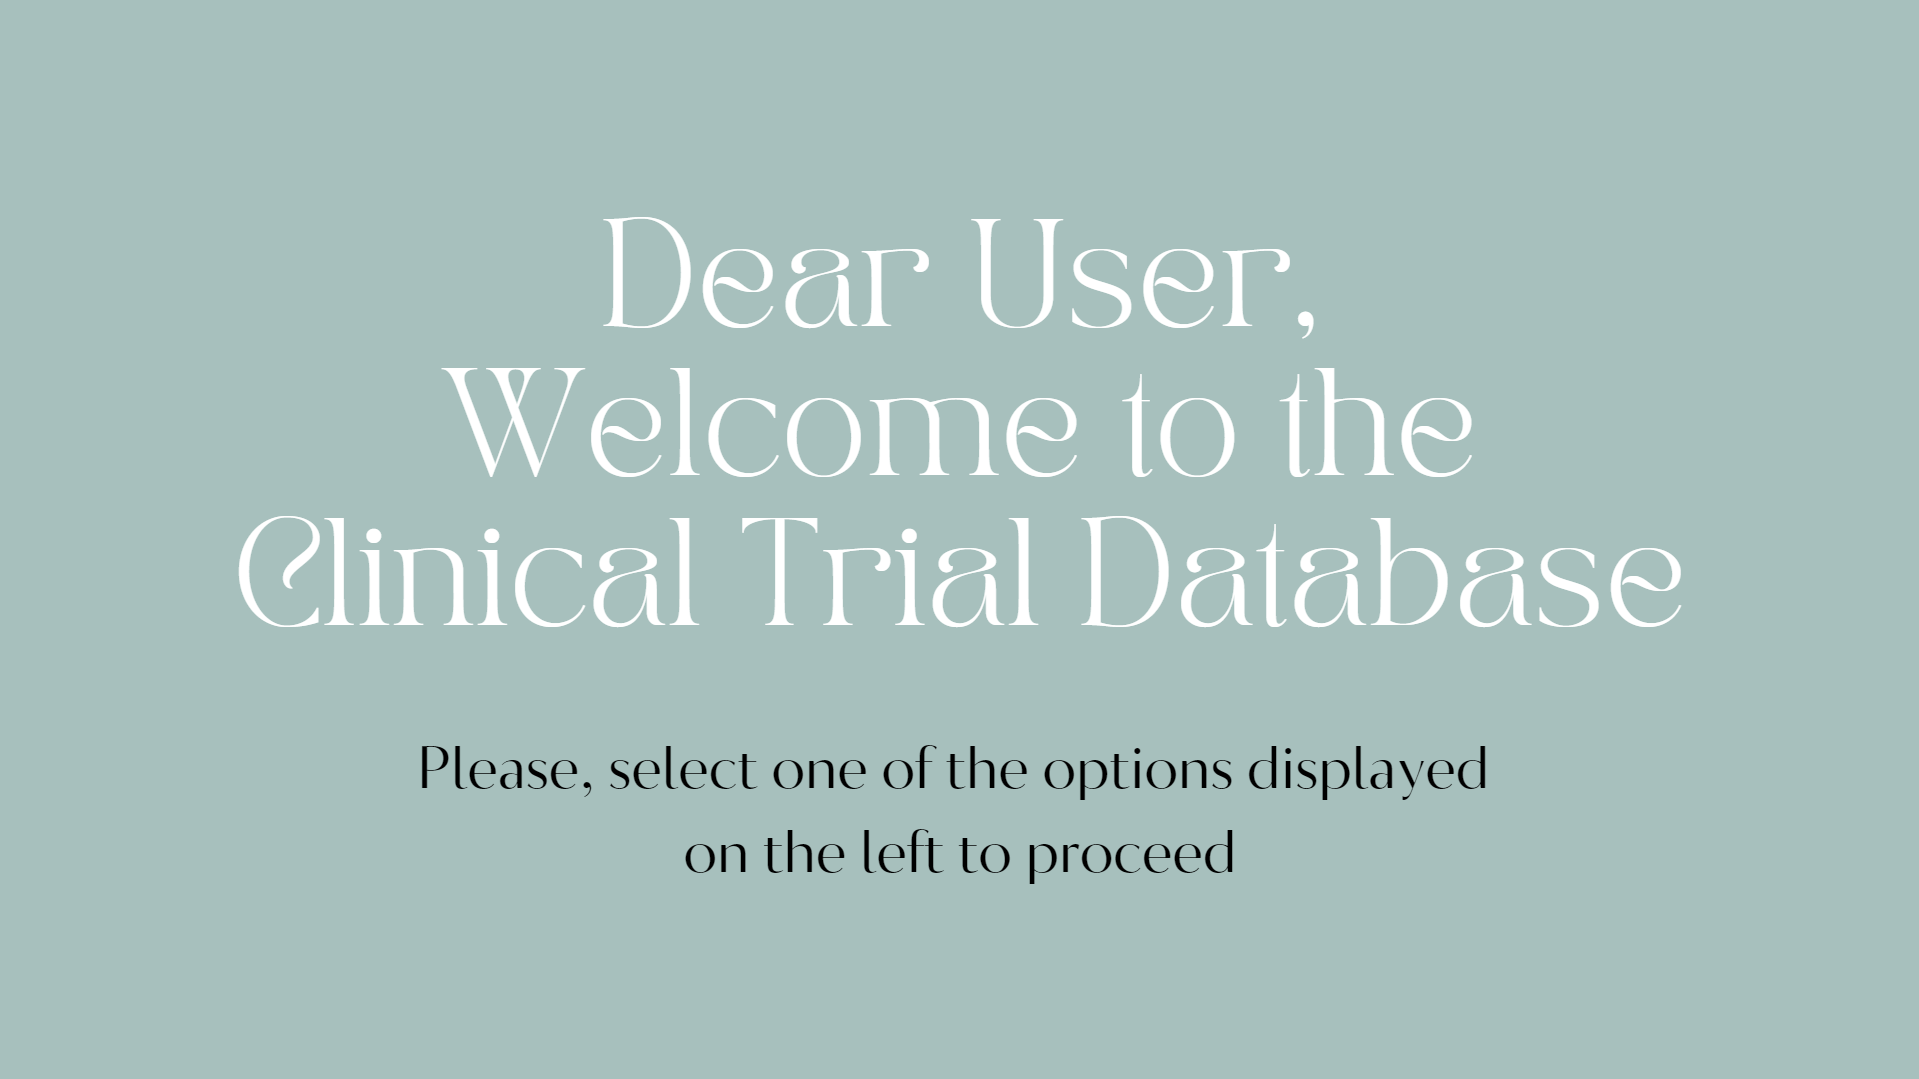 Dear User,
Welcome to the
Clinical Trial Database
Please, select one of the options displayed
on the left to proceed